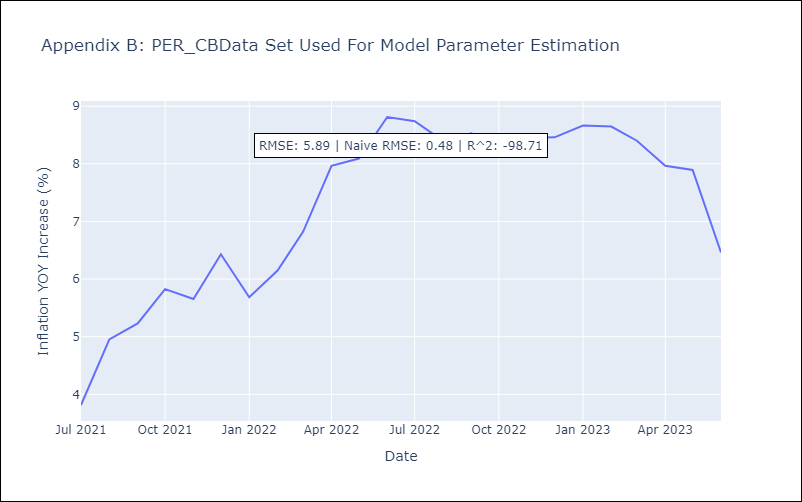 Appendix B: PER_CBData Set Used For Model Parameter Estimation
9
RMSE: 5.89 | Naive RMSE: 0.48 | R^2: -98.71
8
7
6
5
4
Inflation YOY Increase (%)
Jul 2021 Oct 2021 Jan 2022 Apr 2022 Jul 2022 Oct 2022 Jan 2023 Apr 2023
Date